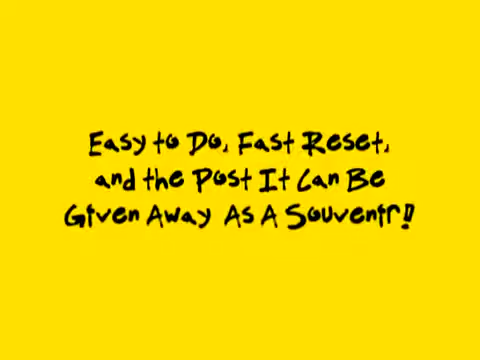 Easy to Do, Fast Reset,
and the Post It Can Be
Given Away As A Souvenir!